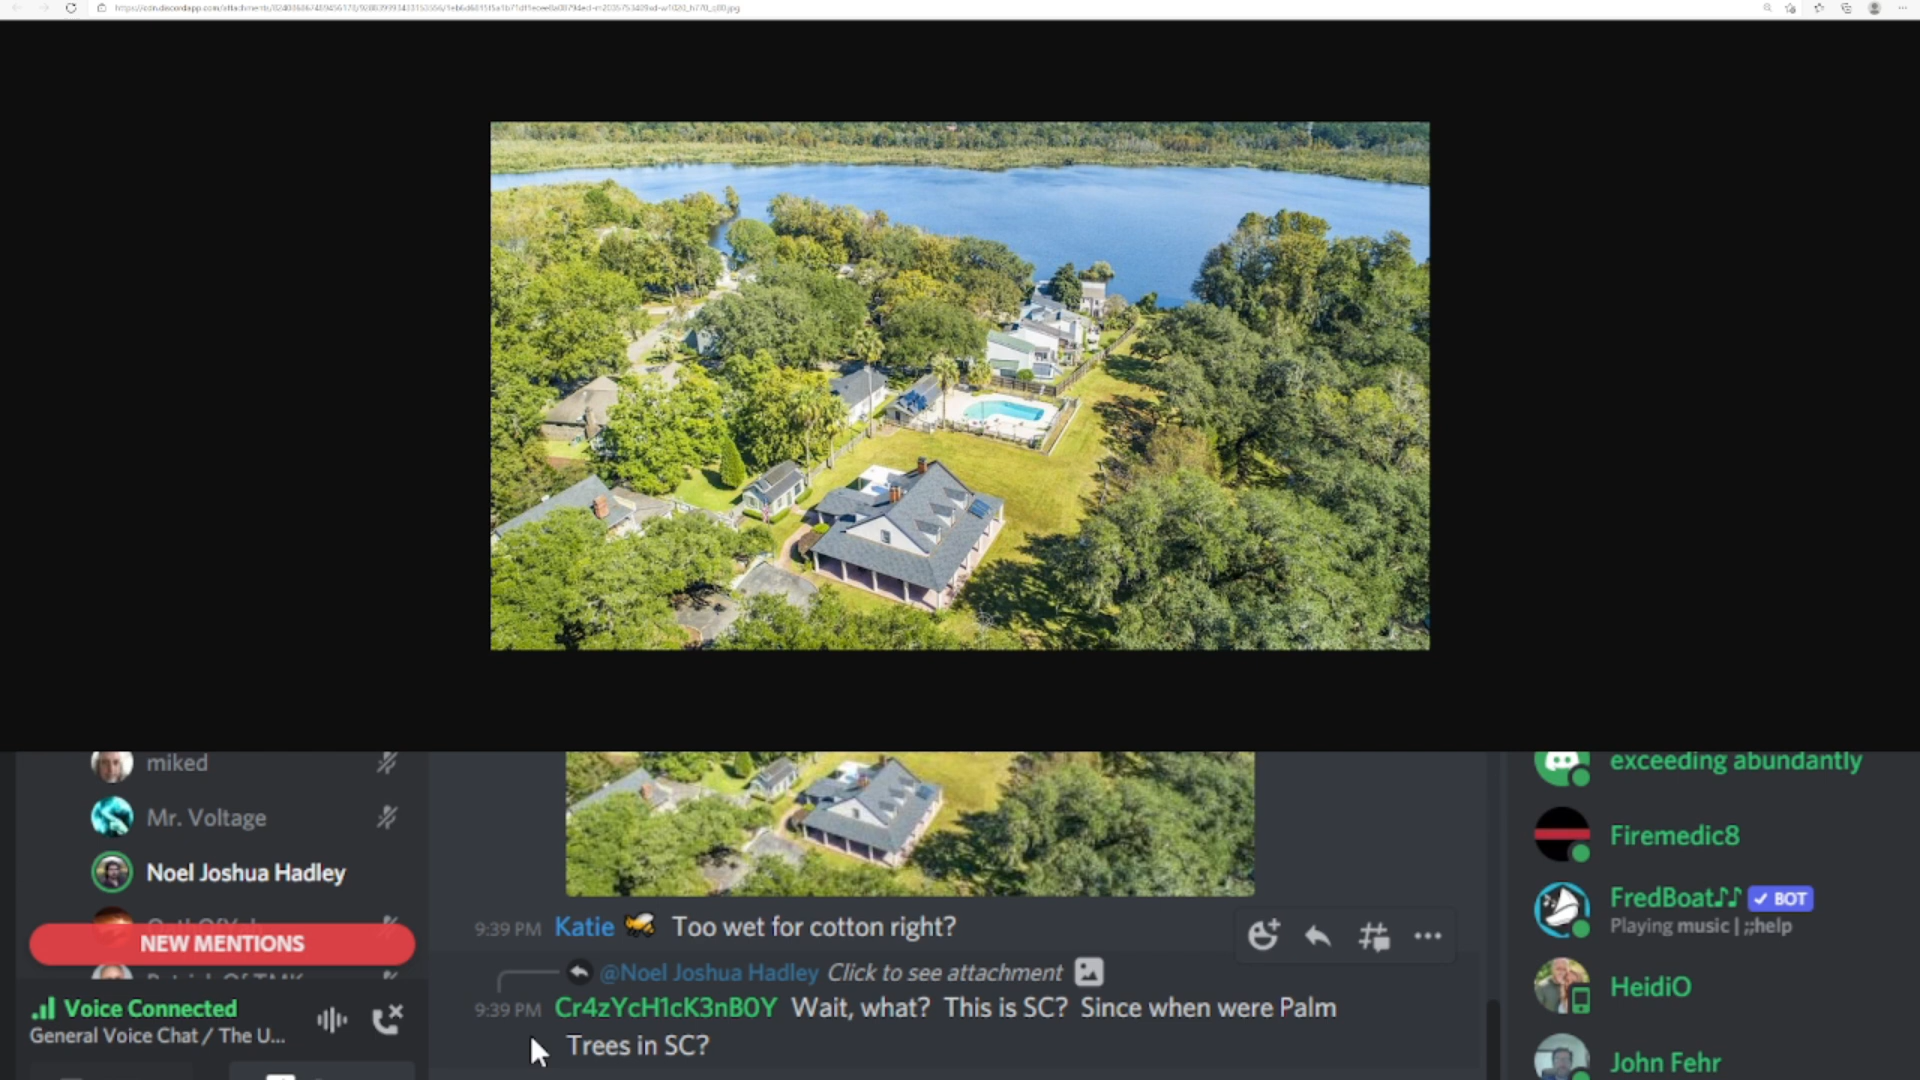 miked
Mr. Voltage
Noel Joshua Hadley
NEW MENTIONS
Voice Connected
General Voice Chat / The U...
9:39 PM Katie Too wet for cotton right?
@Noel Joshua Hadley Click to see attachment
9:39 PM Cr4zYcH1cK3nB0Y Wait, what? This is SC? Since when were Palm
Trees in SC?
exceeding abundantly
Firemedic8
FredBoat♪♪ ✓ BOT
Playing music | ;;help
HeidiO
John Fehr